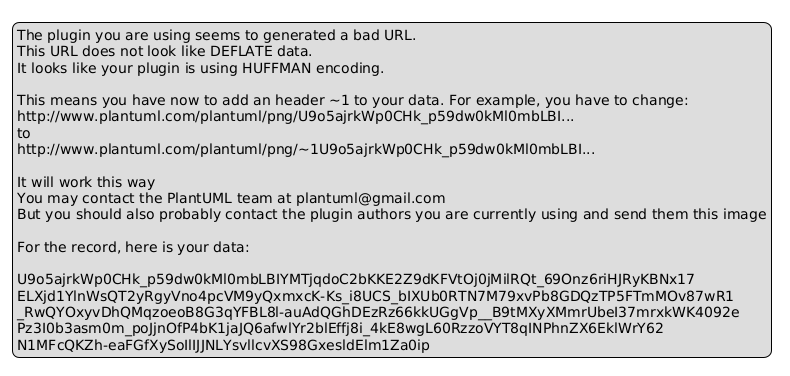 The plugin you are using seems to generated a bad URL.
This URL does not look like DEFLATE data.
It looks like your plugin is using HUFFMAN encoding.
This means you have now to add an header ~1 to your data. For example, you have to change:
http://www.plantuml.com/plantuml/png/U9o5ajrkWp0CHk_p59dw0kMl0mbLBI...
to
http://www.plantuml.com/plantuml/png/~1U9o5ajrkWp0CHk_p59dw0kMl0mbLBI...
It will work this way
You may contact the PlantUML team at plantuml@gmail.com
But you should also probably contact the plugin authors you are currently using and send them this image
For the record, here is your data:
U9o5ajrkWp0CHk_p59dw0kMl0mbLBIYMTjqdoC2bKKE2Z9dKFVtOj0jMilRQt_69Onz6riHJRyKBNx17
ELXjd1YlnWsQT2yRgyVno4pcVM9yQxmxcK-Ks_i8UCS_bIXUb0RTN7M79xvPb8GDQzTP5FTmMOv87wR1
_RwQYOxyvDhQMqzoeoB8G3qYFBL8l-auAdQGhDEzRz66kkUGgVp__B9tMXyXMmrUbeI37mrxkWK4092e
Pz3I0b3asm0m_poJjnOfP4bK1jaJQ6afwlYr2blEffj8i_4kE8wgL60RzzoVYT8qINPhnZX6EklWrY62
N1MFcQKZh-eaFGfXySoIlIJJNLYsvllcvXS98GxesldElm1Za0ip